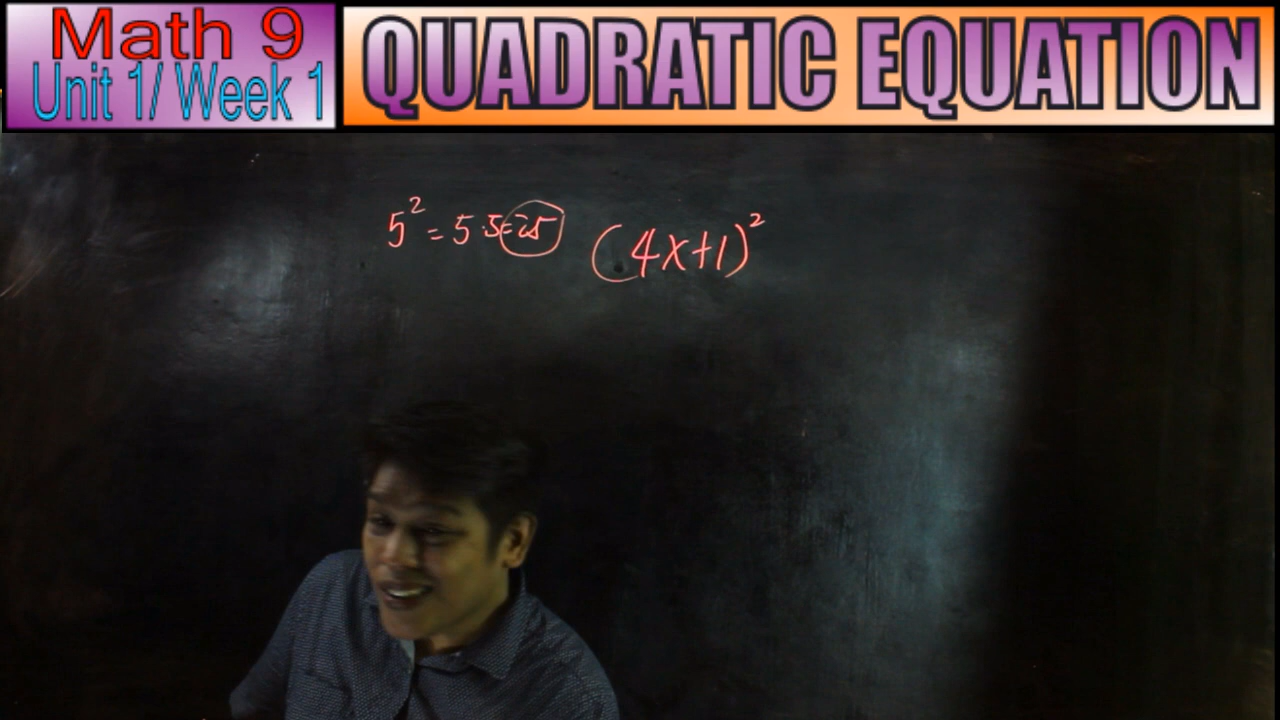 Math 9
Unit 1/ Week 1
QUADRATIC EQUATION
5² = 5·5=25
(4x+1)²